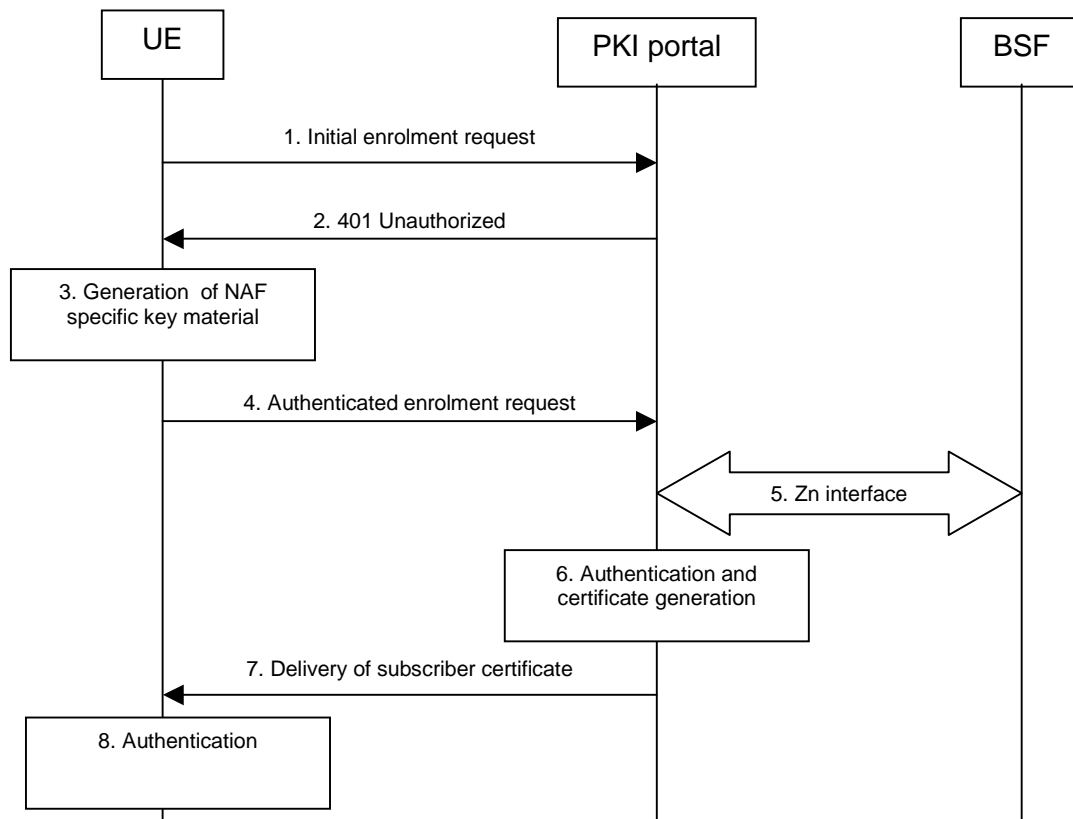 UE
PKI portal
BSF
1. Initial enrolment request
2. 401 Unauthorized
3. Generation of NAF
specific key material
4. Authenticated enrolment request
5. Zn interface
6. Authentication and
certificate generation
7. Delivery of subscriber certificate
8. Authentication